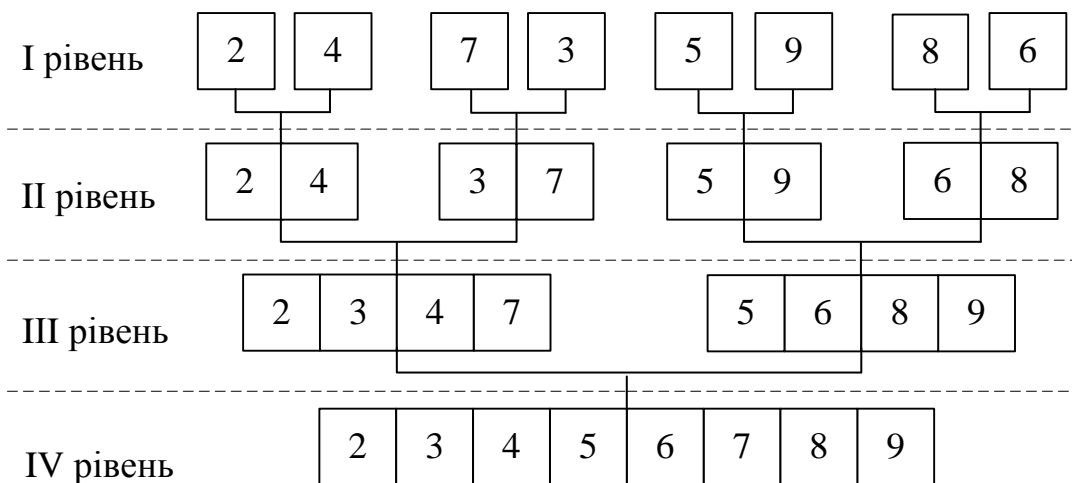 I рівень 2 4 7 3 5 9 8 6
II рівень 2 4 3 7 5 9 6 8
III рівень 2 3 4 7 5 6 8 9
IV рівень 2 3 4 5 6 7 8 9